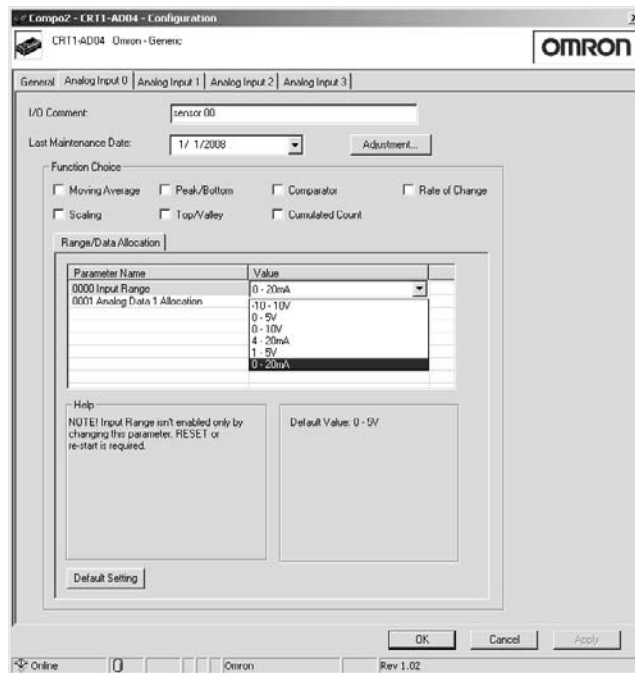 Compo2 - CRT1-AD04 - Configuration
CRT1-AD04 Omron - Generic
OMRON
General Analog Input 0 Analog Input 1 Analog Input 2 Analog Input 3
I/O Comment: sensor 00
Last Maintenance Date: 1/ 1/2008 Adjustment...
Function Choice
Moving Average Peak/Bottom Comparator Rate of Change
Scaling Top/Valley Cumulated Count
Range/Data Allocation
Parameter Name Value
0000 Input Range 0 - 20mA
0001 Analog Data 1 Allocation
-10 - 10V
0 - 5V
0 - 10V
4 - 20mA
1 - 5V
0 - 20mA
Help
NOTE! Input Range isn't enabled only by
changing this parameter, RESET or
re-start is required.
Default Value: 0 - 5V
Default Setting
OK Cancel Apply
Online Omron Rev 1.02